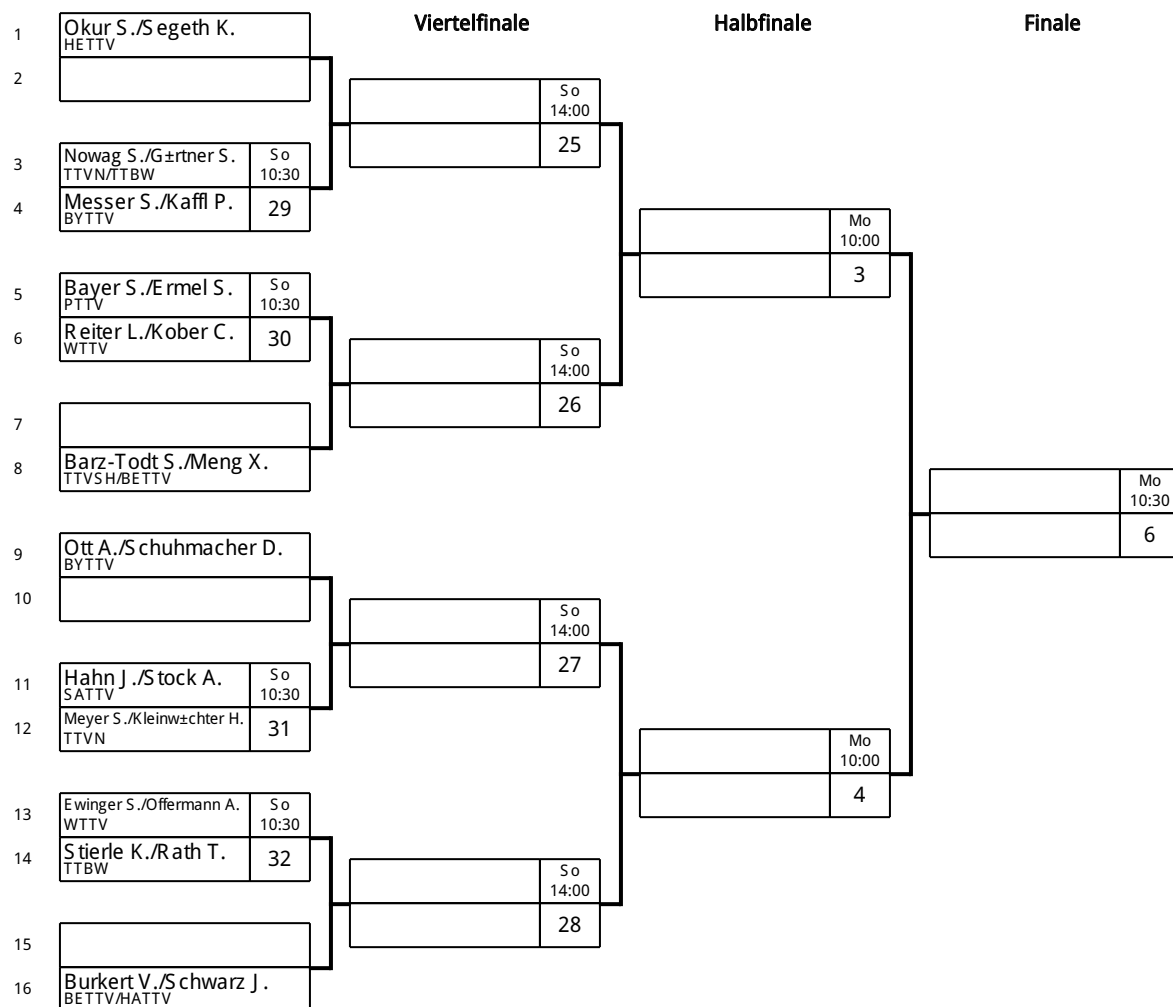 Viertelfinale
Halbfinale
Finale
1
Okur S./Segeth K.
HETTV
2
So
14:00
25
3
Nowag S./G±rtner S.
TTVN/TTBW
So
10:30
4
Messer S./Kaffl P.
BYTTV
29
Mo
10:00
3
5
Bayer S./Ermel S.
PTTV
So
10:30
6
Reiter L./Kober C.
WTTV
30
So
14:00
26
7
8
Barz-Todt S./Meng X.
TTVSH/BETTV
Mo
10:30
6
9
Ott A./Schuhmacher D.
BYTTV
10
So
14:00
27
11
Hahn J./Stock A.
SATTV
So
10:30
12
Meyer S./Kleinw±chter H.
TTVN
31
Mo
10:00
4
13
Ewinger S./Offermann A.
WTTV
So
10:30
14
Stierle K./Rath T.
TTBW
32
So
14:00
28
15
16
Burkert V./Schwarz J.
BETTV/HATTV